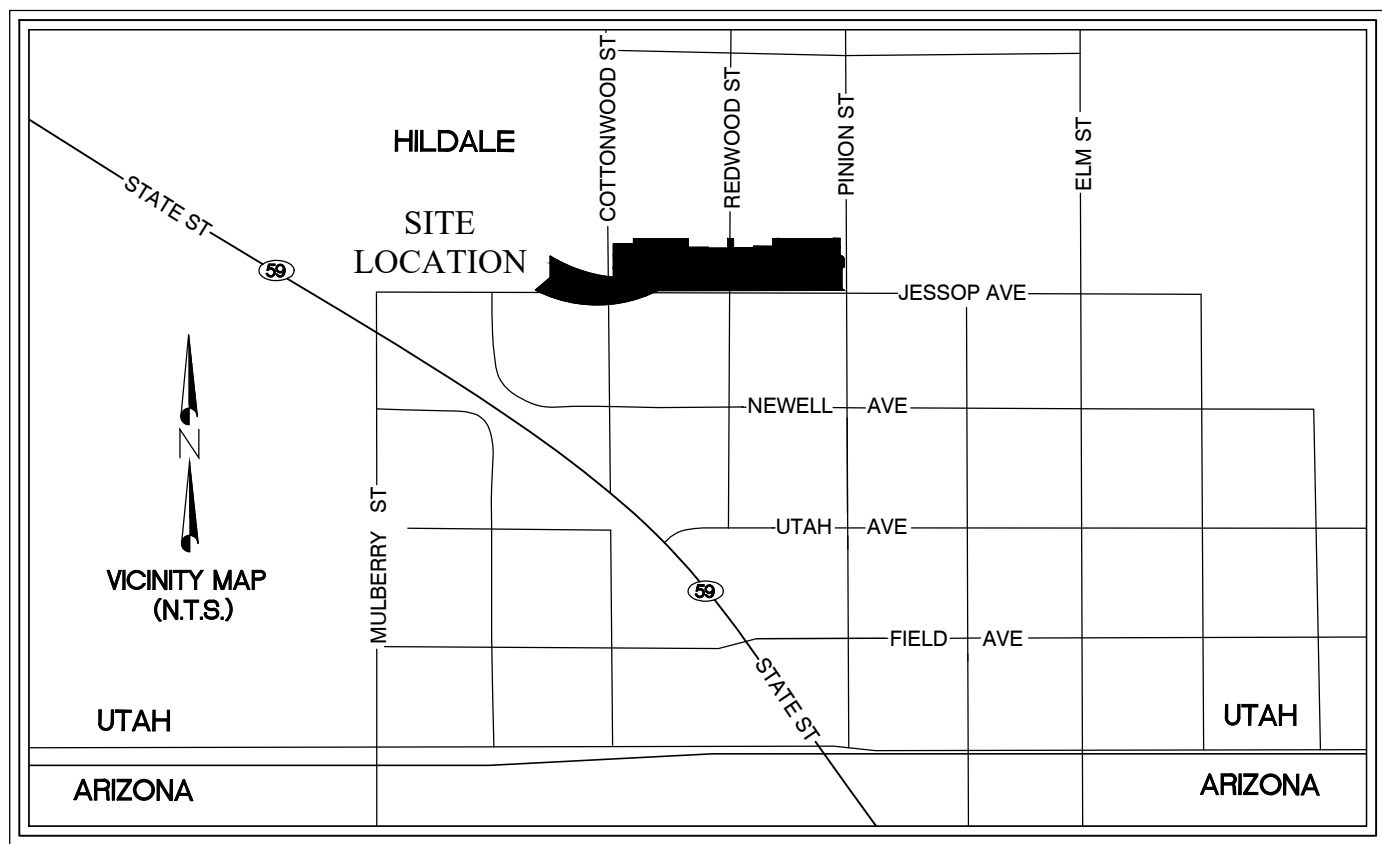 COTTONWOOD ST
REDWOOD ST
PINION ST
ELM ST
HILDALE
STATE ST
SITE
LOCATION
59
JESSOP AVE
NEWELL AVE
N
MULBERRY ST
UTAH AVE
VICINITY MAP
(N.T.S.)
59
FIELD AVE
STATE ST
UTAH
UTAH
ARIZONA
ARIZONA